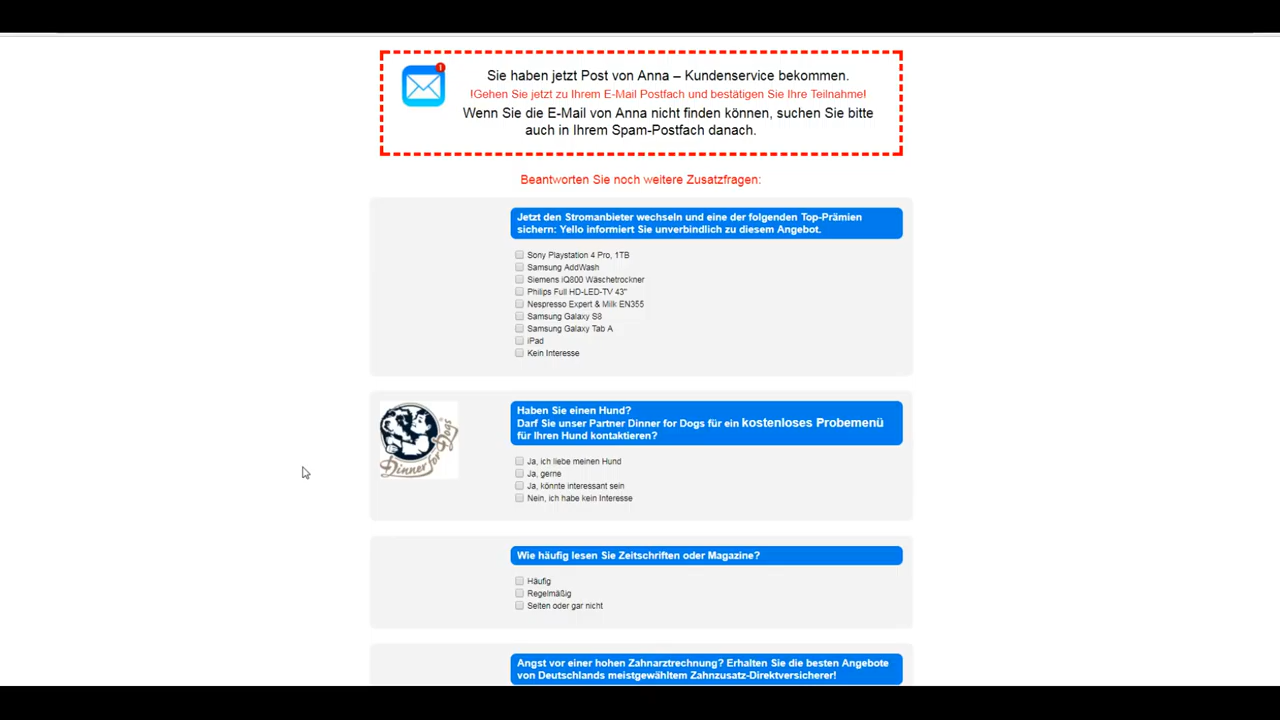 1
Sie haben jetzt Post von Anna – Kundenservice bekommen.
!Gehen Sie jetzt zu Ihrem E-Mail Postfach und bestätigen Sie Ihre Teilnahme!
Wenn Sie die E-Mail von Anna nicht finden können, suchen Sie bitte
auch in Ihrem Spam-Postfach danach.
Beantworten Sie noch weitere Zusatzfragen:
Jetzt den Stromanbieter wechseln und eine der folgenden Top-Prämien
sichern: Yello informiert Sie unverbindlich zu diesem Angebot.
Sony Playstation 4 Pro, 1TB
Samsung AddWash
Siemens iQ800 Wäschetrockner
Philips Full HD-LED-TV 43"
Nespresso Expert & Milk EN355
Samsung Galaxy S8
Samsung Galaxy Tab A
iPad
Kein Interesse
Dinner for Dogs
Haben Sie einen Hund?
Darf Sie unser Partner Dinner for Dogs für ein kostenloses Probemenü
für Ihren Hund kontaktieren?
Ja, ich liebe meinen Hund
Ja, gerne
Ja, könnte interessant sein
Nein, ich habe kein Interesse
Wie häufig lesen Sie Zeitschriften oder Magazine?
Häufig
Regelmäßig
Selten oder gar nicht
Angst vor einer hohen Zahnarztrechnung? Erhalten Sie die besten Angebote
von Deutschlands meistgewähltem Zahnzusatz-Direktversicherer!